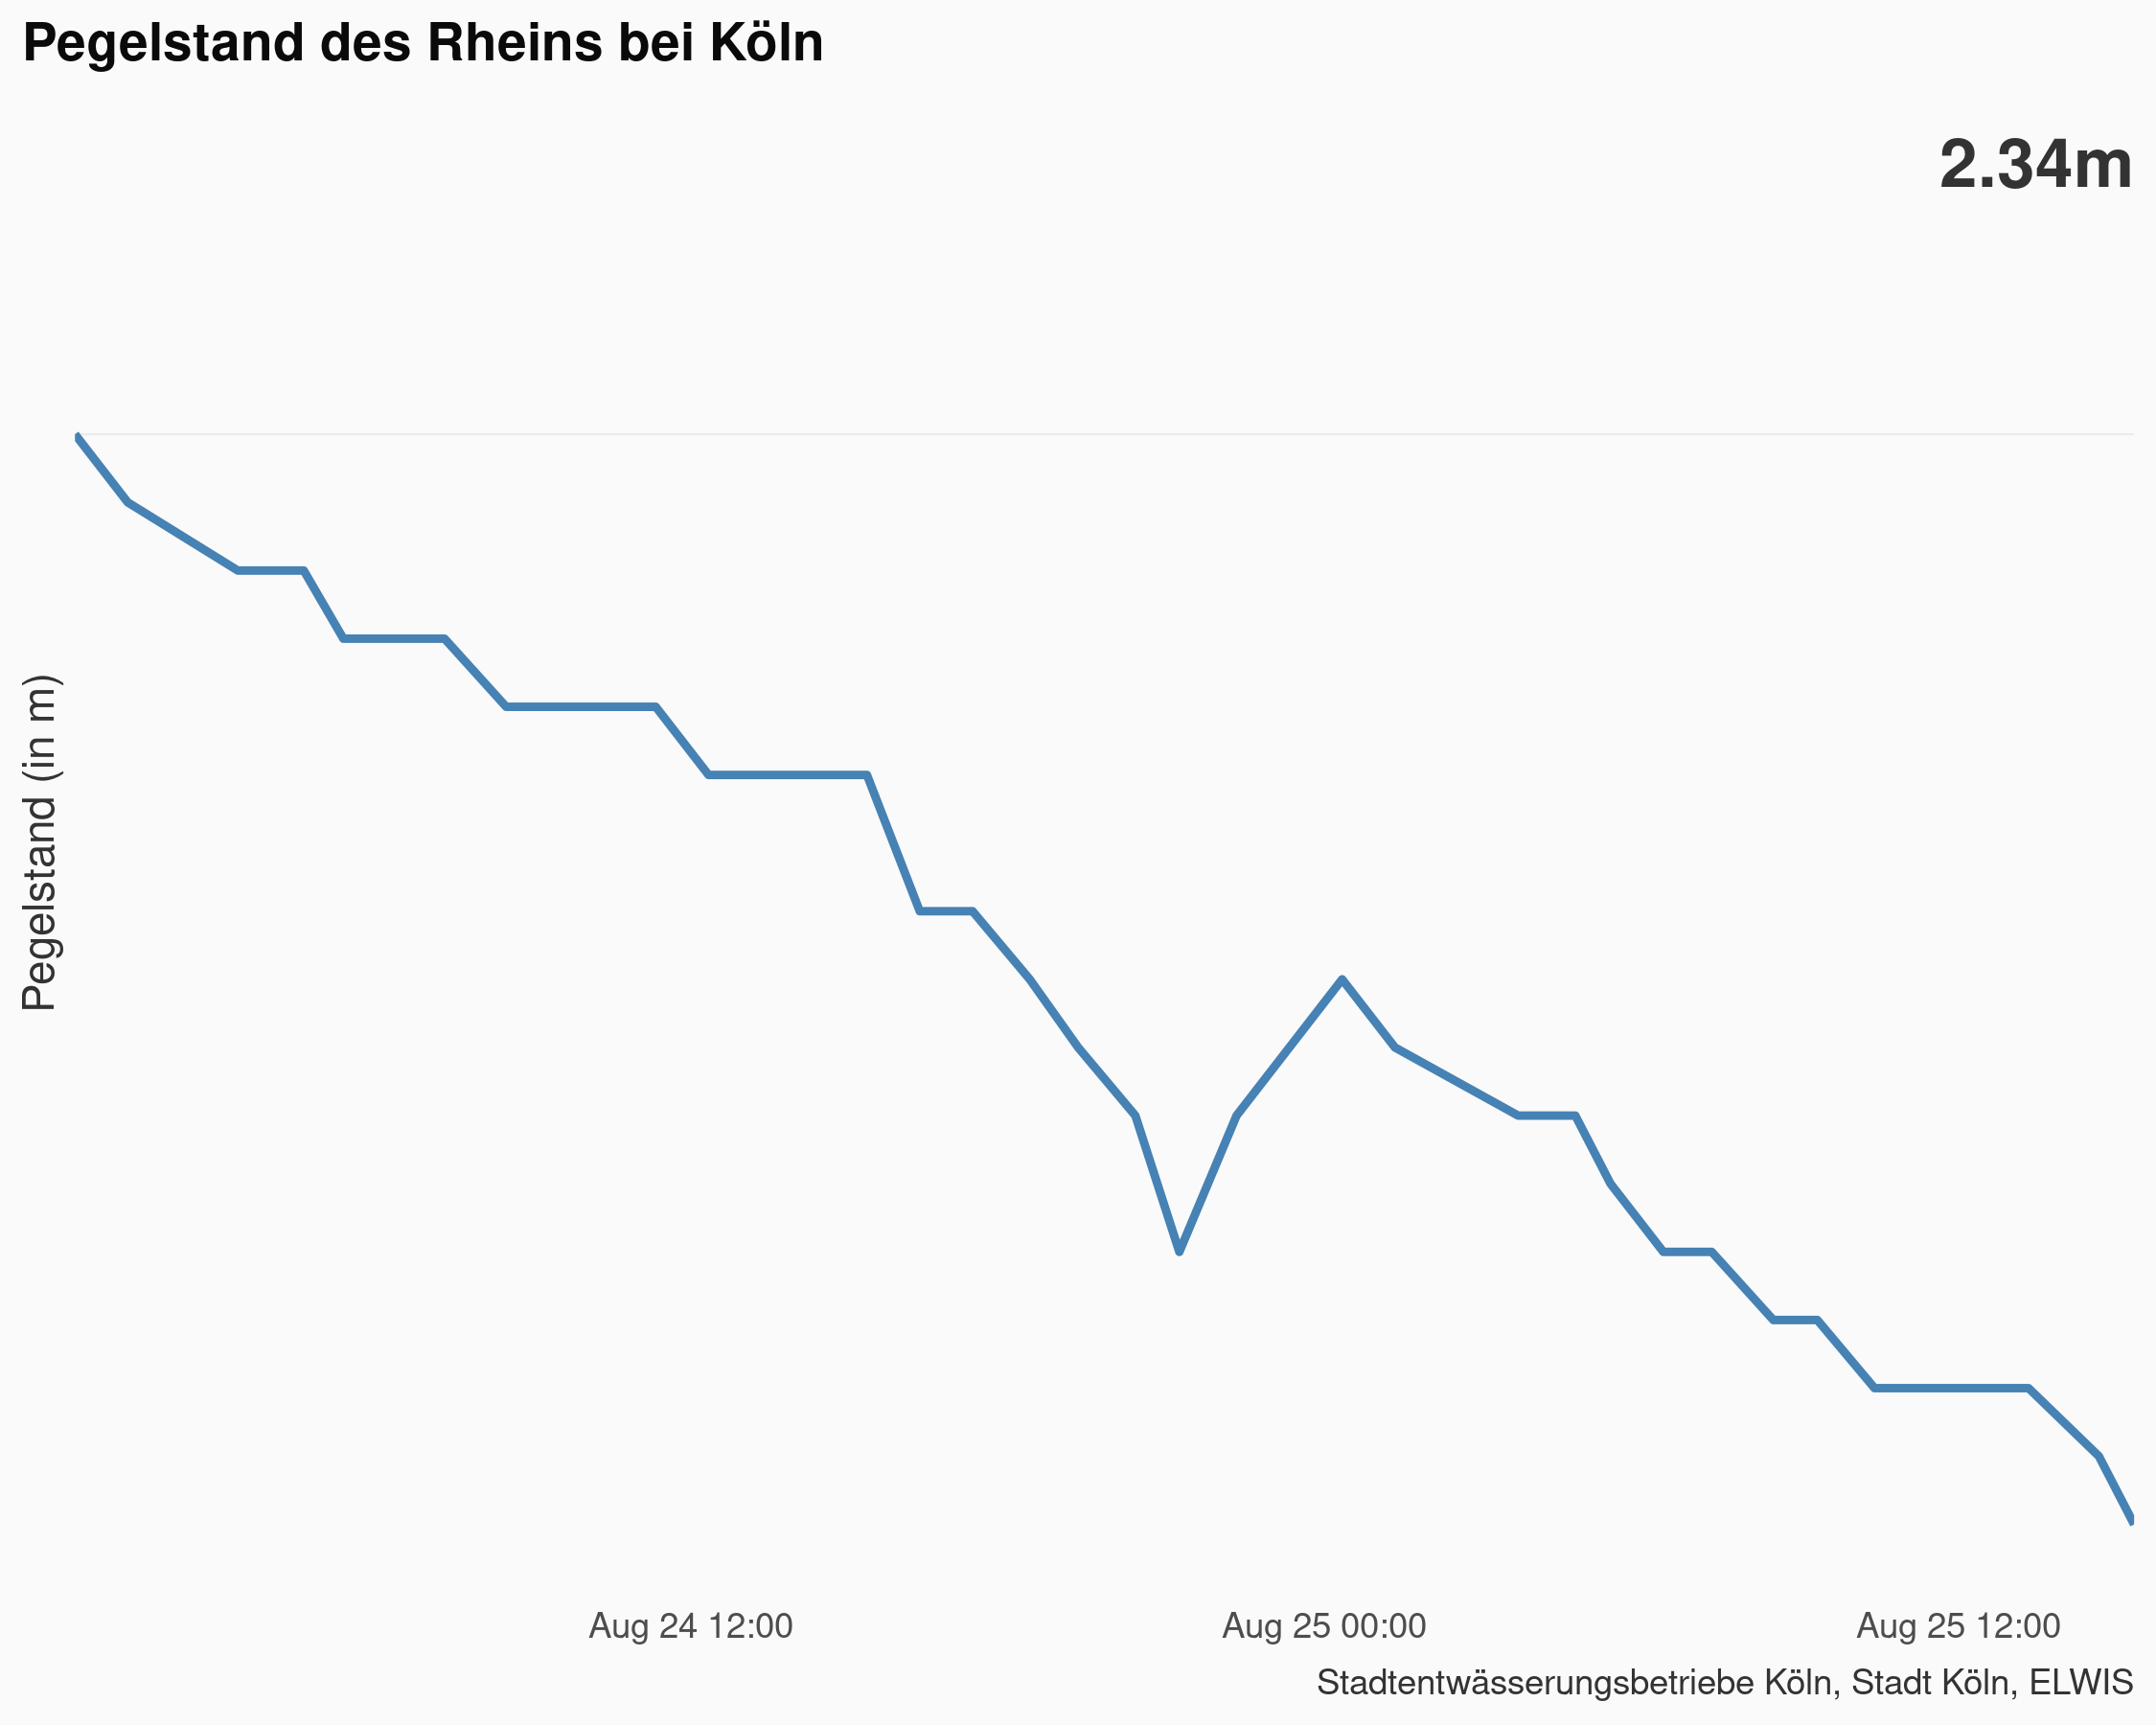 Pegelstand des Rheins bei Köln
2.34m
Pegelstand (in m)
Aug 24 12:00
Aug 25 00:00
Aug 25 12:00
Stadtentwässerungsbetriebe Köln, Stadt Köln, ELWIS